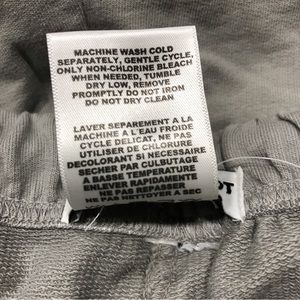 MACHINE WASH COLD
SEPARATELY, GENTLE CYCLE,
ONLY NON-CHLORINE BLEACH
WHEN NEEDED, TUMBLE
DRY LOW, REMOVE
PROMPTLY DO NOT IRON
DO NOT DRY CLEAN
LAVER SEPAREMENT A LA
MACHINE A L'EAU FROIDE
CYCLE DELICAT, NE PAS
UTILISER DE CHLORE
DECOLORANT SI NECESSAIRE
SECHER PAR CULBUTAGE
A BASSE TEMPERATURE
ENLEVER RAPIDEMENT
NE PAS REPASSER
NE PAS NETTOYER A SEC